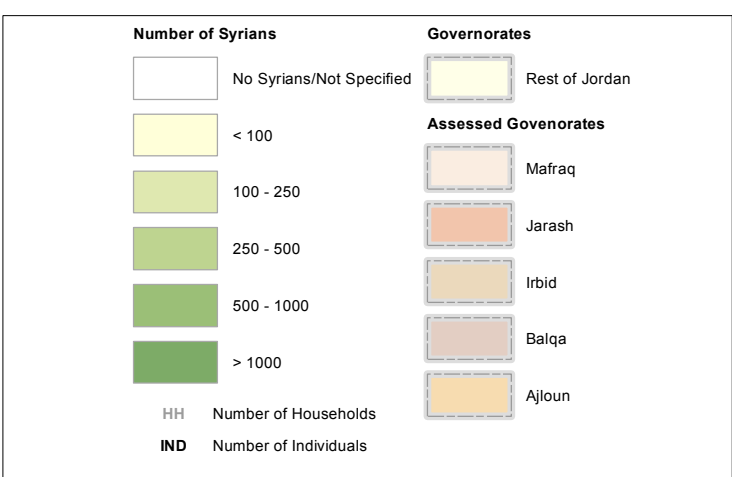 Number of Syrians
No Syrians/Not Specified
< 100
100 - 250
250 - 500
500 - 1000
> 1000
HH Number of Households
IND Number of Individuals
Governorates
Rest of Jordan
Assessed Govenorates
Mafraq
Jarash
Irbid
Balqa
Ajloun